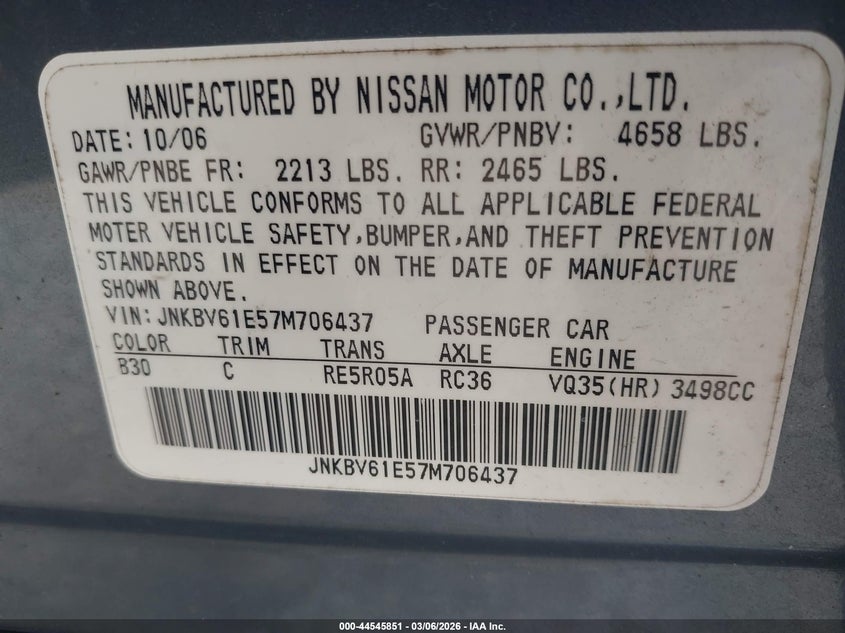 MANUFACTURED BY NISSAN MOTOR CO.,LTD.
DATE: 10/06 GVWR/PNBV: 4658 LBS.
GAWR/PNBE FR: 2213 LBS. RR: 2465 LBS.
THIS VEHICLE CONFORMS TO ALL APPLICABLE FEDERAL
MOTER VEHICLE SAFETY,BUMPER,AND THEFT PREVENTION
STANDARDS IN EFFECT ON THE DATE OF MANUFACTURE
SHOWN ABOVE.
VIN:JNKBV61E57M706437 PASSENGER CAR
COLOR TRIM TRANS AXLE ENGINE
B30 C RE5R05A RC36 VQ35(HR) 3498CC
JNKBV61E57M706437
000-44545851 - 03/06/2026 - IAA Inc.